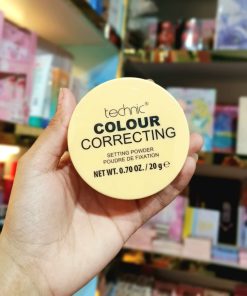 technic®
COLOUR
CORRECTING
SETTING POWDER
POUDRE DE FIXATION
NET WT. 0.70 OZ. / 20 g ℮